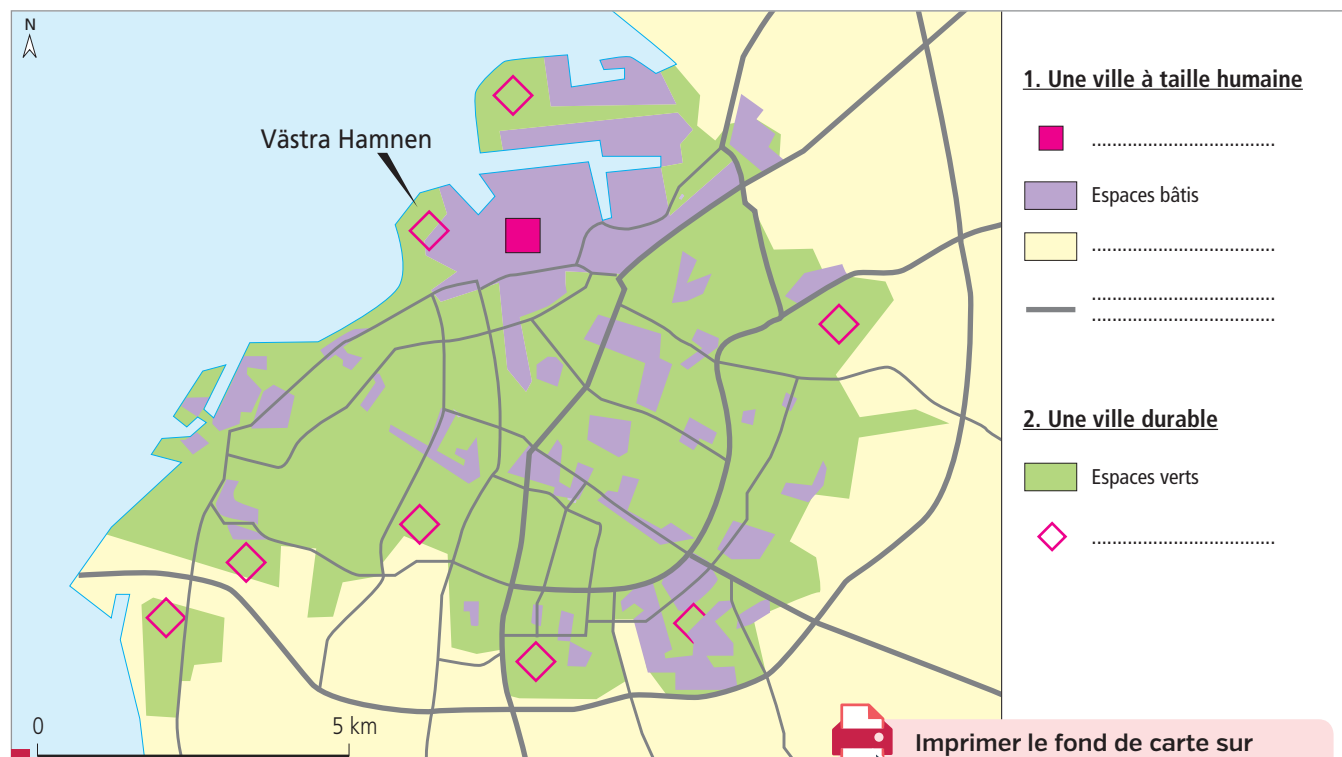 N
Västra Hamnen
0
5 km
1. Une ville à taille humaine
...................................
Espaces bâtis
...................................
...................................
...................................
2. Une ville durable
Espaces verts
...................................
Imprimer le fond de carte sur